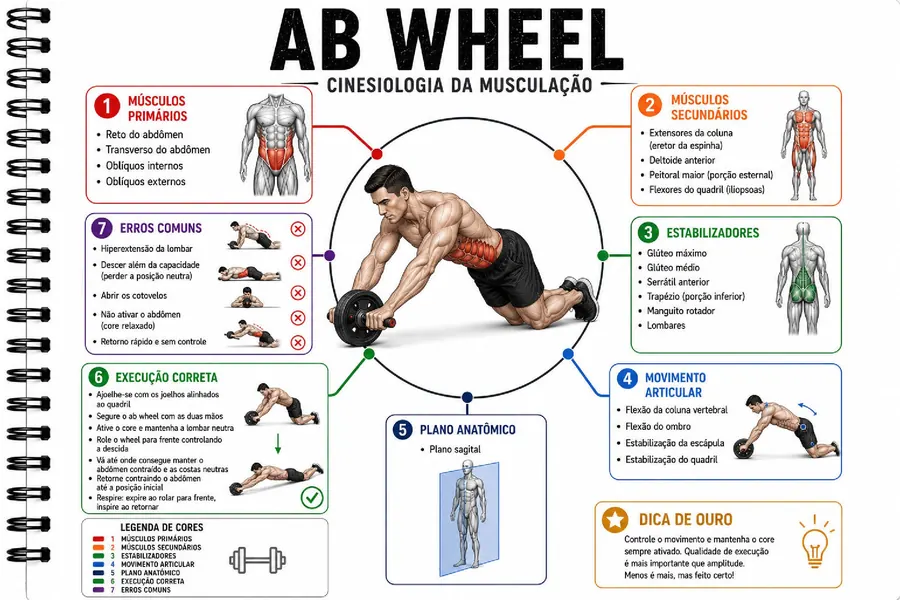 AB WHEEL
CINESIOLOGIA DA MUSCULAÇÃO
1 MÚSCULOS
PRIMÁRIOS
• Reto do abdômen
• Transverso do abdômen
• Oblíquos internos
• Oblíquos externos
2 MÚSCULOS
SECUNDÁRIOS
• Extensores da coluna
(eretor da espinha)
• Deltoide anterior
• Peitoral maior (porção esternal)
• Flexores do quadril (iliopsoas)
3 ESTABILIZADORES
• Glúteo máximo
• Glúteo médio
• Serrátil anterior
• Trapézio (porção inferior)
• Manguito rotador
• Lombares
4 MOVIMENTO
ARTICULAR
• Flexão da coluna vertebral
• Flexão do ombro
• Estabilização da escápula
• Estabilização do quadril
5 PLANO ANATÔMICO
• Plano sagital
6 EXECUÇÃO CORRETA
• Ajoelhe-se com os joelhos alinhados
ao quadril
• Segure o ab wheel com as duas mãos
• Ative o core e mantenha a lombar neutra
• Role o wheel para frente controlando
a descida
• Vá até onde consegue manter o
abdômen contraído e as costas neutras
• Retorne contraindo o abdômen
até a posição inicial
• Respire: expire ao rolar para frente,
inspire ao retornar
7 ERROS COMUNS
• Hiperextensão da lombar
• Descer além da capacidade
(perder a posição neutra)
• Abrir os cotovelos
• Não ativar o abdômen
(core relaxado)
• Retorno rápido e sem controle
LEGENDA DE CORES
1 MÚSCULOS PRIMÁRIOS
2 MÚSCULOS SECUNDÁRIOS
3 ESTABILIZADORES
4 MOVIMENTO ARTICULAR
5 PLANO ANATÔMICO
6 EXECUÇÃO CORRETA
7 ERROS COMUNS
DICA DE OURO
Controle o movimento e mantenha o core
sempre ativado. Qualidade de execução
é mais importante que amplitude.
Menos é mais, mas feito certo!